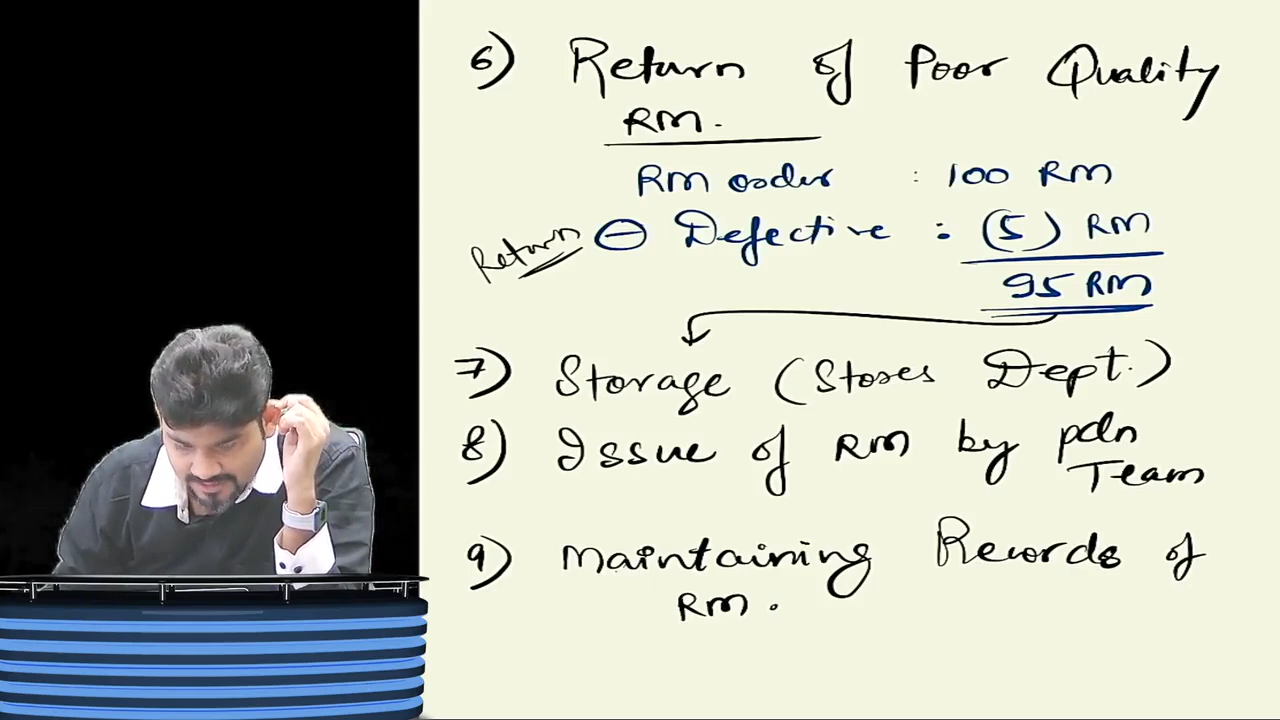 6) Return of Poor Quality
RM.
RM order : 100 RM
Return ⊖ Defective : (5) RM
95 RM
7) Storage (Stores Dept.)
8) Issue of RM by pdn
Team
9) Maintaining Records of
RM.